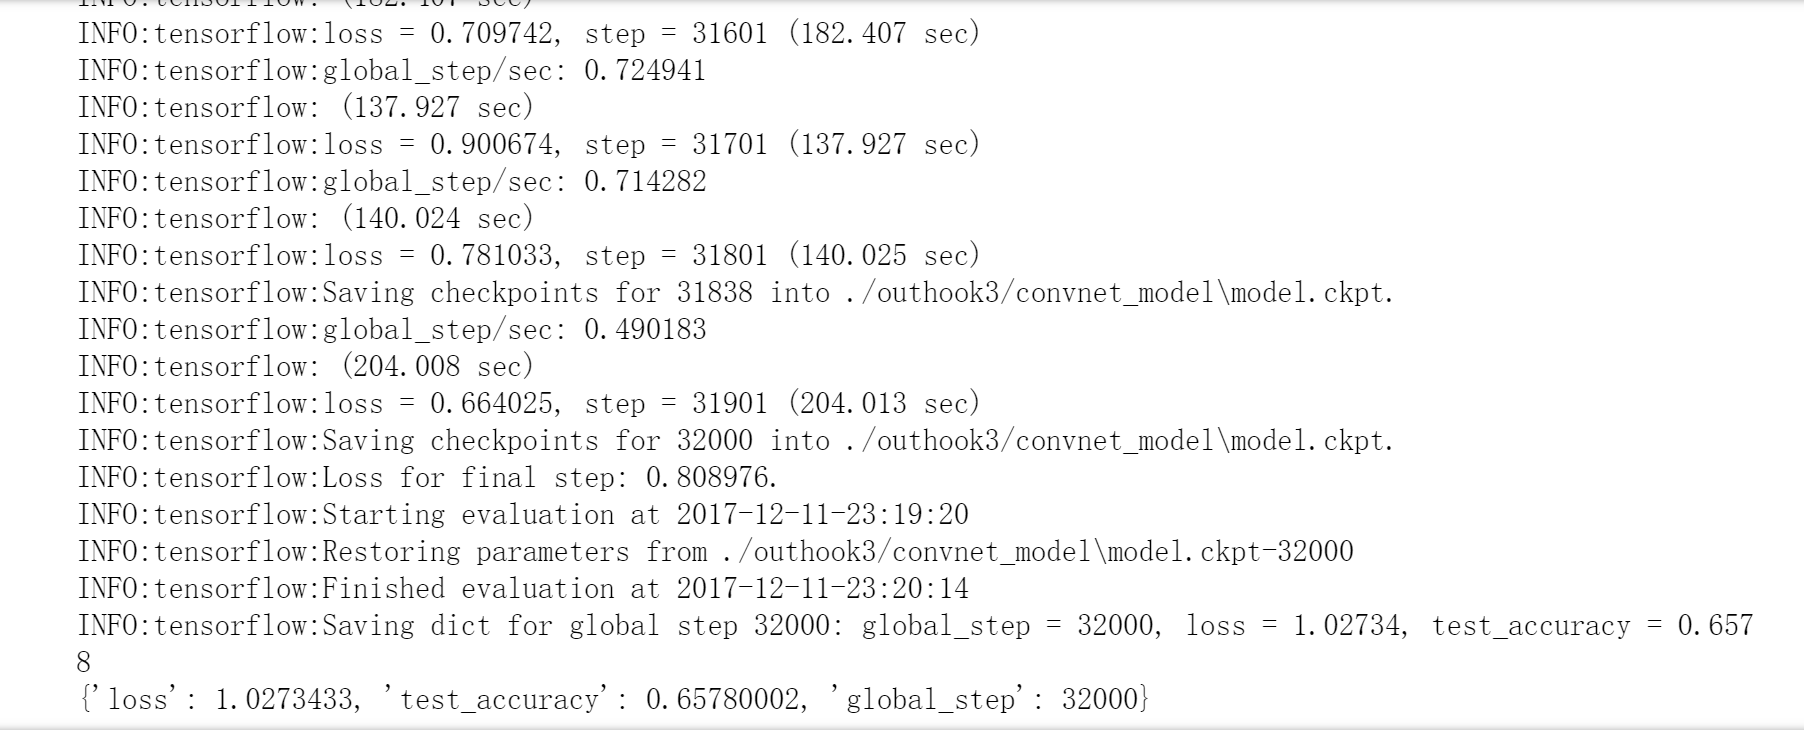 INFO:tensorflow: (182.407 sec)
INFO:tensorflow:loss = 0.709742, step = 31601 (182.407 sec)
INFO:tensorflow:global_step/sec: 0.724941
INFO:tensorflow: (137.927 sec)
INFO:tensorflow:loss = 0.900674, step = 31701 (137.927 sec)
INFO:tensorflow:global_step/sec: 0.714282
INFO:tensorflow: (140.024 sec)
INFO:tensorflow:loss = 0.781033, step = 31801 (140.025 sec)
INFO:tensorflow:Saving checkpoints for 31838 into ./outhook3/convnet_model\model.ckpt.
INFO:tensorflow:global_step/sec: 0.490183
INFO:tensorflow: (204.008 sec)
INFO:tensorflow:loss = 0.664025, step = 31901 (204.013 sec)
INFO:tensorflow:Saving checkpoints for 32000 into ./outhook3/convnet_model\model.ckpt.
INFO:tensorflow:Loss for final step: 0.808976.
INFO:tensorflow:Starting evaluation at 2017-12-11-23:19:20
INFO:tensorflow:Restoring parameters from ./outhook3/convnet_model\model.ckpt-32000
INFO:tensorflow:Finished evaluation at 2017-12-11-23:20:14
INFO:tensorflow:Saving dict for global step 32000: global_step = 32000, loss = 1.02734, test_accuracy = 0.657
8
{'loss': 1.0273433, 'test_accuracy': 0.65780002, 'global_step': 32000}